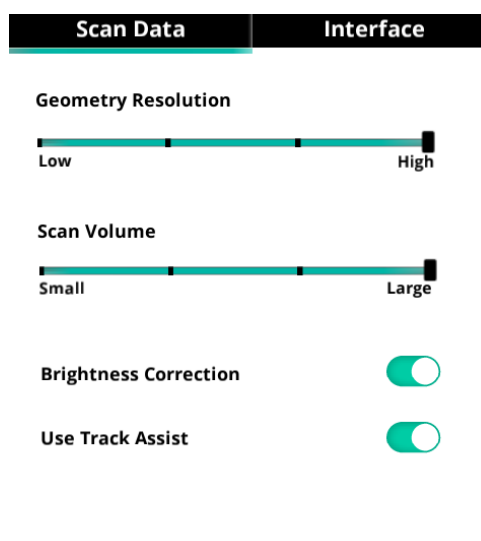 Scan Data Interface
Geometry Resolution
Low High
Scan Volume
Small Large
Brightness Correction
Use Track Assist